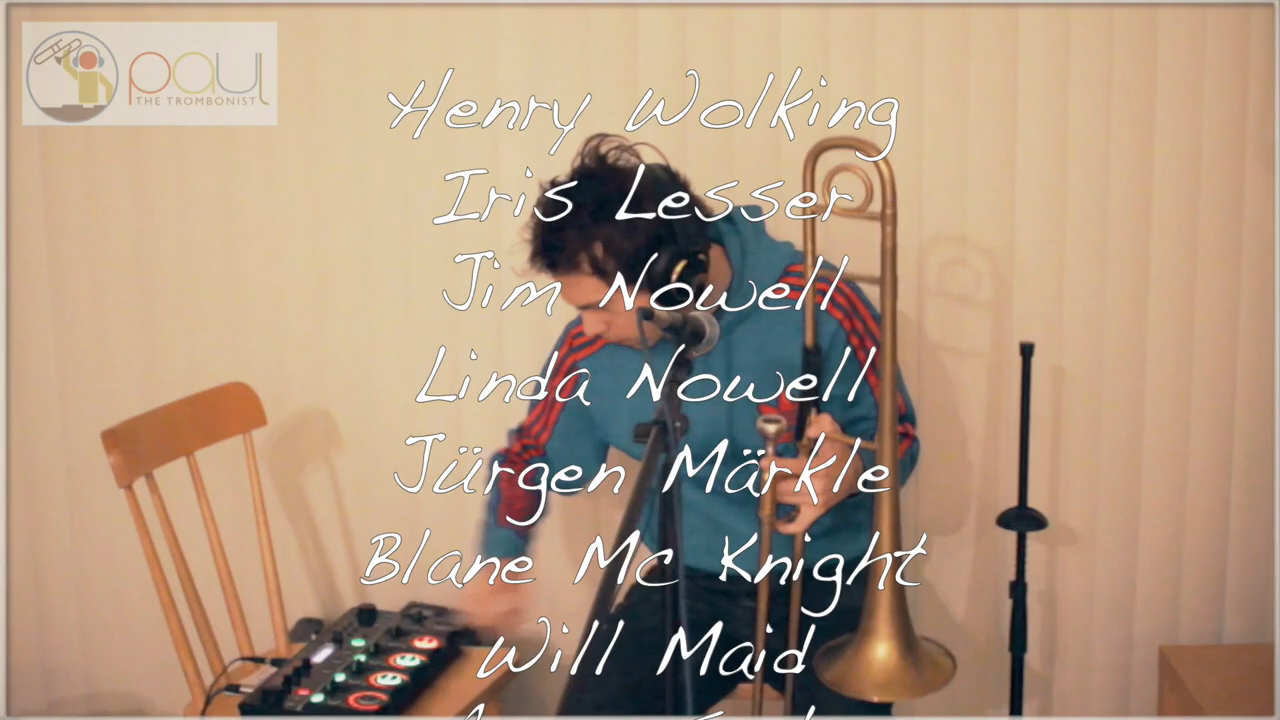 paul
THE TROMBONIST
Henry Wolking
Iris Lesser
Jim Nowell
Linda Nowell
Jürgen Märkle
Blane Mc Knight
Will Maid